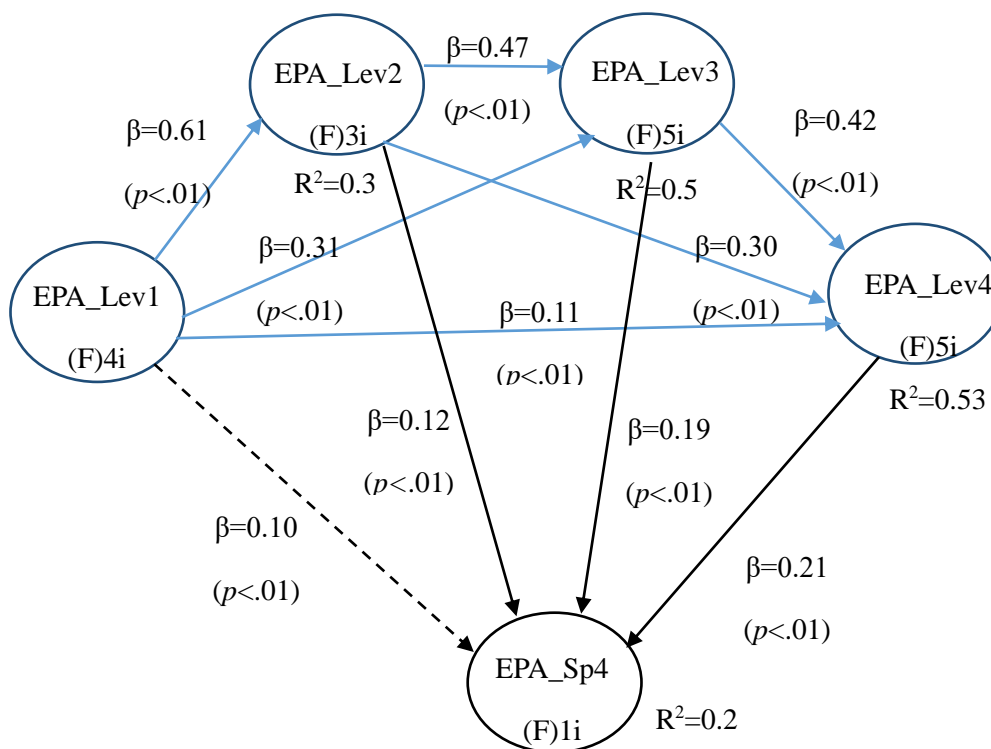 β=0.47
EPA_Lev2
(F)3i
(p<.01)
EPA_Lev3
(F)5i
β=0.61
(p<.01)
β=0.42
(p<.01)
R²=0.3
R²=0.5
EPA_Lev1
(F)4i
β=0.31
(p<.01)
β=0.30
(p<.01)
EPA_Lev4
(F)5i
β=0.11
(p<.01)
R²=0.53
β=0.12
(p<.01)
β=0.19
(p<.01)
β=0.10
(p<.01)
β=0.21
(p<.01)
EPA_Sp4
(F)1i
R²=0.2